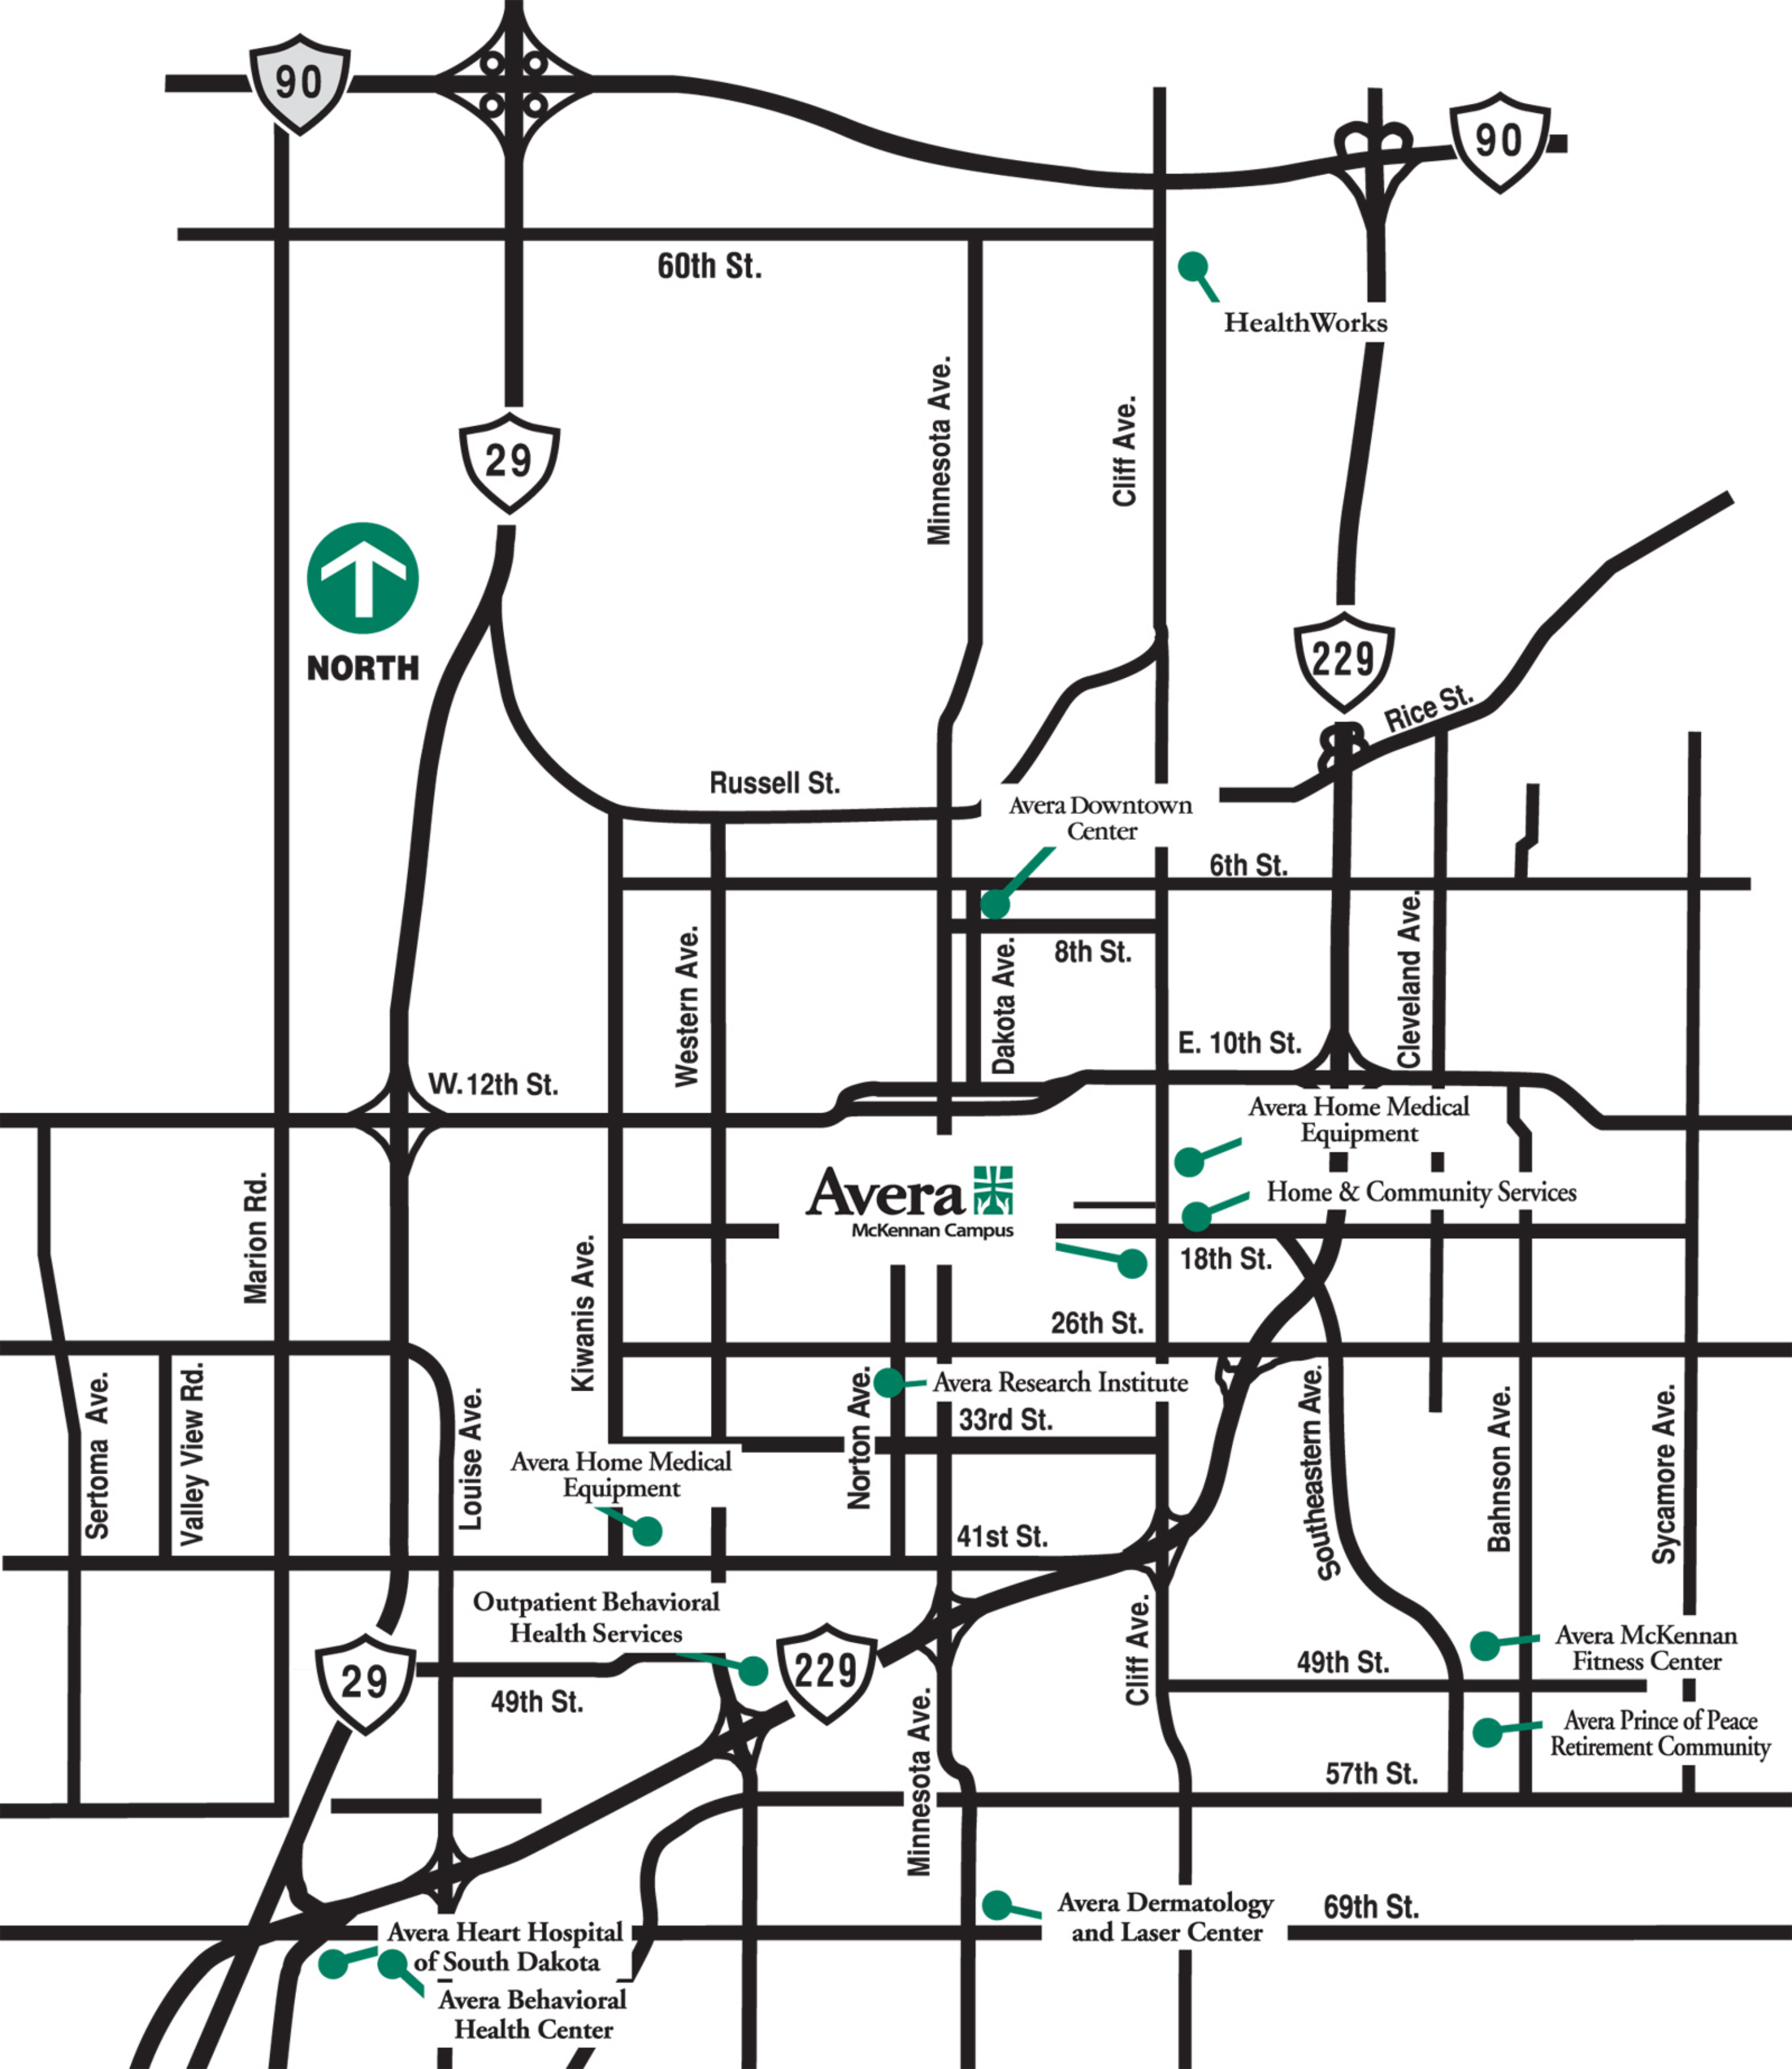 90
90
60th St.
HealthWorks
Minnesota Ave.
Cliff Ave.
29
NORTH
229
Rice St.
Russell St.
Avera Downtown
Center
6th St.
Western Ave.
8th St.
Dakota Ave.
Cleveland Ave.
E. 10th St.
W. 12th St.
Avera Home Medical
Equipment
Marion Rd.
Avera
McKennan Campus
Home & Community Services
Kiwanis Ave.
18th St.
26th St.
Sertoma Ave.
Valley View Rd.
Louise Ave.
Norton Ave.
Avera Research Institute
33rd St.
Southeastern Ave.
Bahnson Ave.
Sycamore Ave.
Avera Home Medical
Equipment
41st St.
Outpatient Behavioral
Health Services
29
229
49th St.
Cliff Ave.
49th St.
Avera McKennan
Fitness Center
Minnesota Ave.
Avera Prince of Peace
Retirement Community
57th St.
Avera Dermatology
and Laser Center
69th St.
Avera Heart Hospital
of South Dakota
Avera Behavioral
Health Center